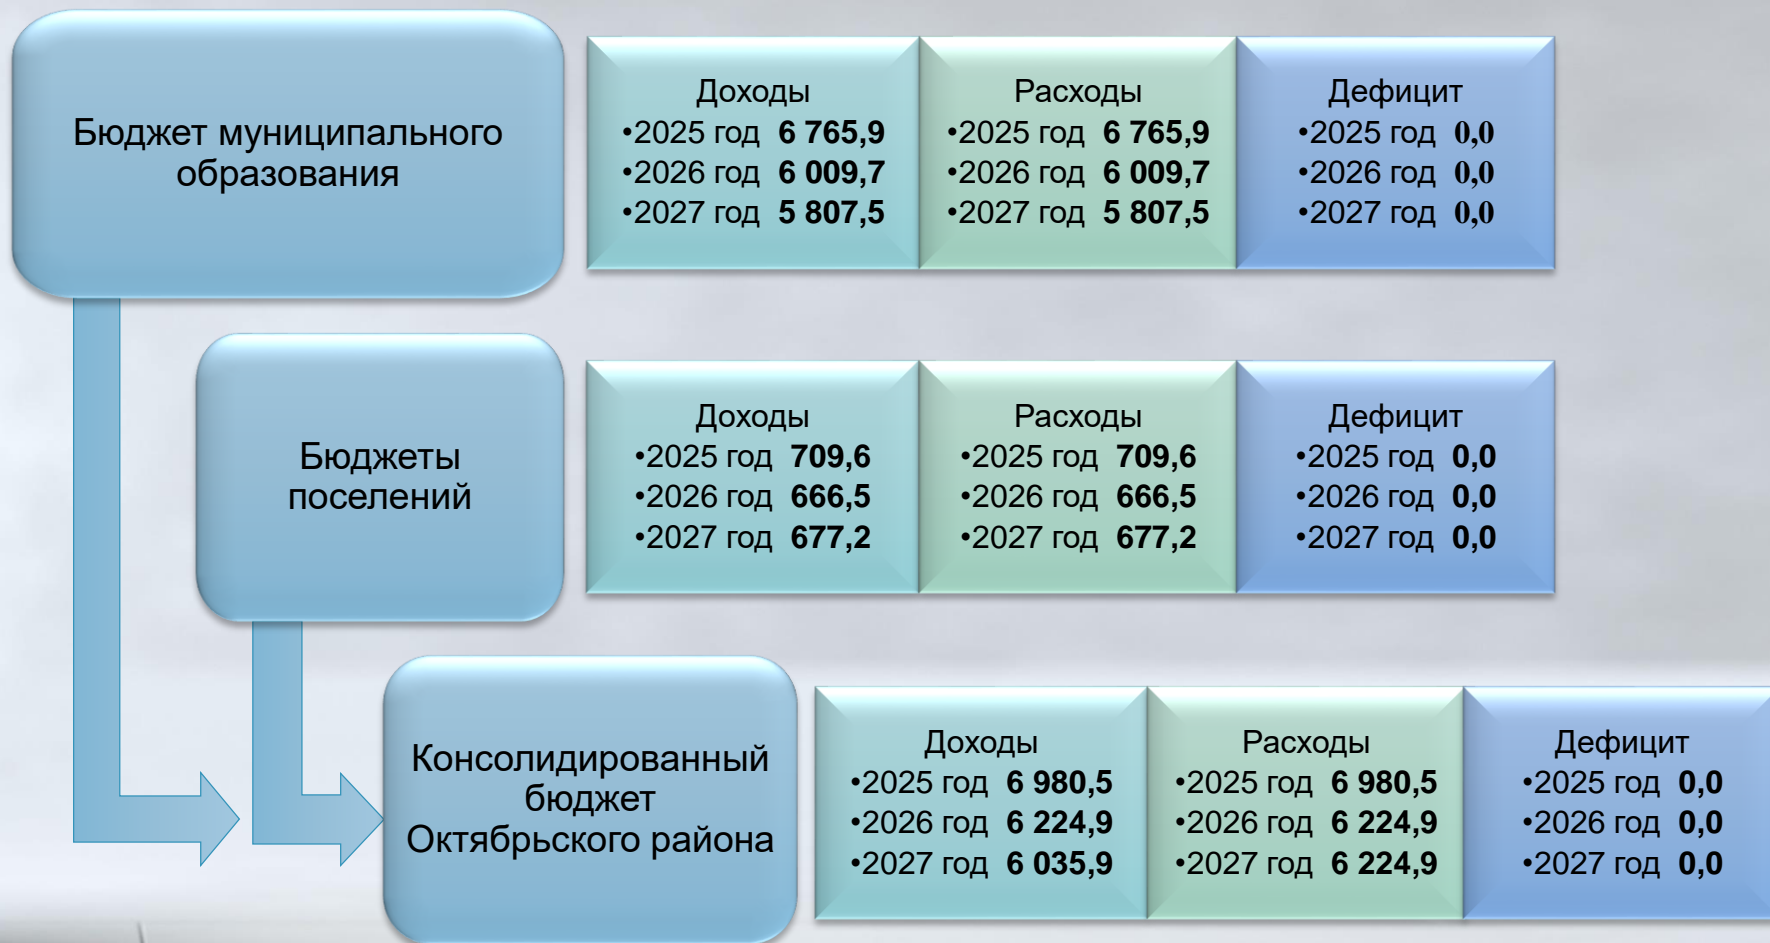 Бюджет муниципального
образования
Доходы
•2025 год 6 765,9
•2026 год 6 009,7
•2027 год 5 807,5
Расходы
•2025 год 6 765,9
•2026 год 6 009,7
•2027 год 5 807,5
Дефицит
•2025 год 0,0
•2026 год 0,0
•2027 год 0,0
Бюджеты
поселений
Доходы
•2025 год 709,6
•2026 год 666,5
•2027 год 677,2
Расходы
•2025 год 709,6
•2026 год 666,5
•2027 год 677,2
Дефицит
•2025 год 0,0
•2026 год 0,0
•2027 год 0,0
Консолидированный
бюджет
Октябрьского района
Доходы
•2025 год 6 980,5
•2026 год 6 224,9
•2027 год 6 035,9
Расходы
•2025 год 6 980,5
•2026 год 6 224,9
•2027 год 6 224,9
Дефицит
•2025 год 0,0
•2026 год 0,0
•2027 год 0,0